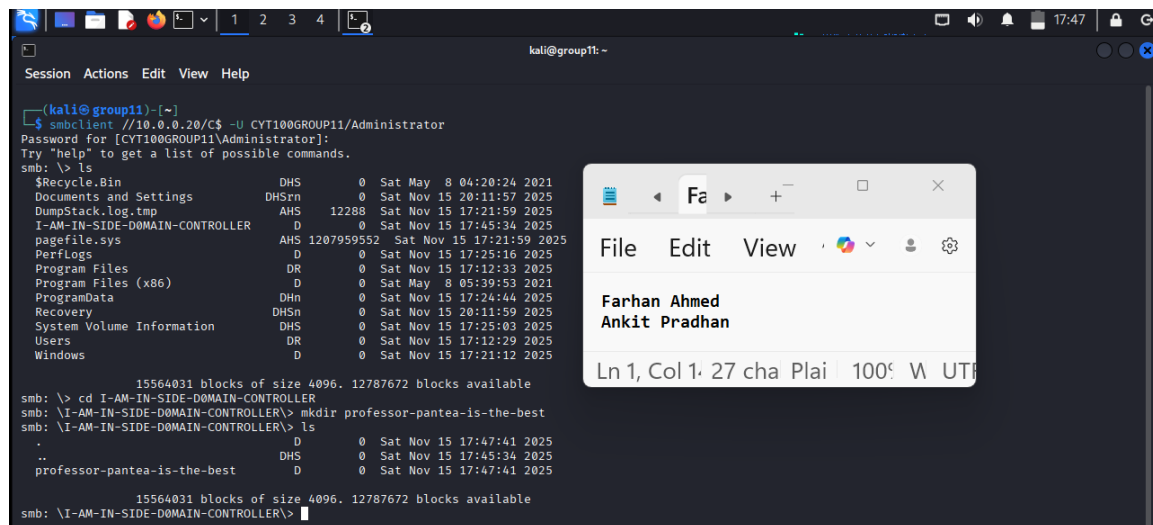 1 2 3 4 2 17:47
kali@group11: ~
Session Actions Edit View Help
┌──(kali㉿group11)-[~]
└─$ smbclient //10.0.0.20/C$ -U CYT100GROUP11/Administrator
Password for [CYT100GROUP11\Administrator]:
Try "help" to get a list of possible commands.
smb: \> ls
$Recycle.Bin DHS 0 Sat May 8 04:20:24 2021
Documents and Settings DHSrn 0 Sat Nov 15 20:11:57 2025
DumpStack.log.tmp AHS 12288 Sat Nov 15 17:21:59 2025
I-AM-IN-SIDE-D0MAIN-CONTROLLER D 0 Sat Nov 15 17:45:34 2025
pagefile.sys AHS 1207959552 Sat Nov 15 17:21:59 2025
PerfLogs D 0 Sat Nov 15 17:25:16 2025
Program Files DR 0 Sat Nov 15 17:12:33 2025
Program Files (x86) D 0 Sat May 8 05:39:53 2021
ProgramData DHn 0 Sat Nov 15 17:24:44 2025
Recovery DHSn 0 Sat Nov 15 20:11:59 2025
System Volume Information DHS 0 Sat Nov 15 17:25:03 2025
Users DR 0 Sat Nov 15 17:12:29 2025
Windows D 0 Sat Nov 15 17:21:12 2025
15564031 blocks of size 4096. 12787672 blocks available
smb: \> cd I-AM-IN-SIDE-D0MAIN-CONTROLLER
smb: \I-AM-IN-SIDE-D0MAIN-CONTROLLER\> mkdir professor-pantea-is-the-best
smb: \I-AM-IN-SIDE-D0MAIN-CONTROLLER\> ls
. D 0 Sat Nov 15 17:47:41 2025
.. DHS 0 Sat Nov 15 17:45:34 2025
professor-pantea-is-the-best D 0 Sat Nov 15 17:47:41 2025
15564031 blocks of size 4096. 12787672 blocks available
smb: \I-AM-IN-SIDE-D0MAIN-CONTROLLER\>
Fa
File Edit View
Farhan Ahmed
Ankit Pradhan
Ln 1, Col 14 27 cha Plai 100% W UTF